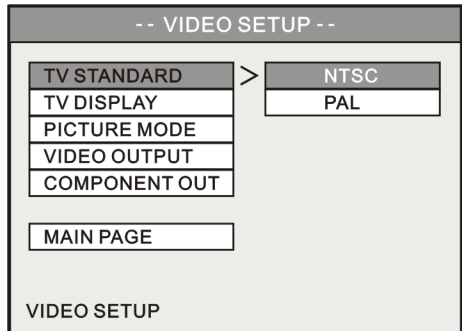 -- VIDEO SETUP --
TV STANDARD > NTSC
TV DISPLAY PAL
PICTURE MODE
VIDEO OUTPUT
COMPONENT OUT
MAIN PAGE
VIDEO SETUP